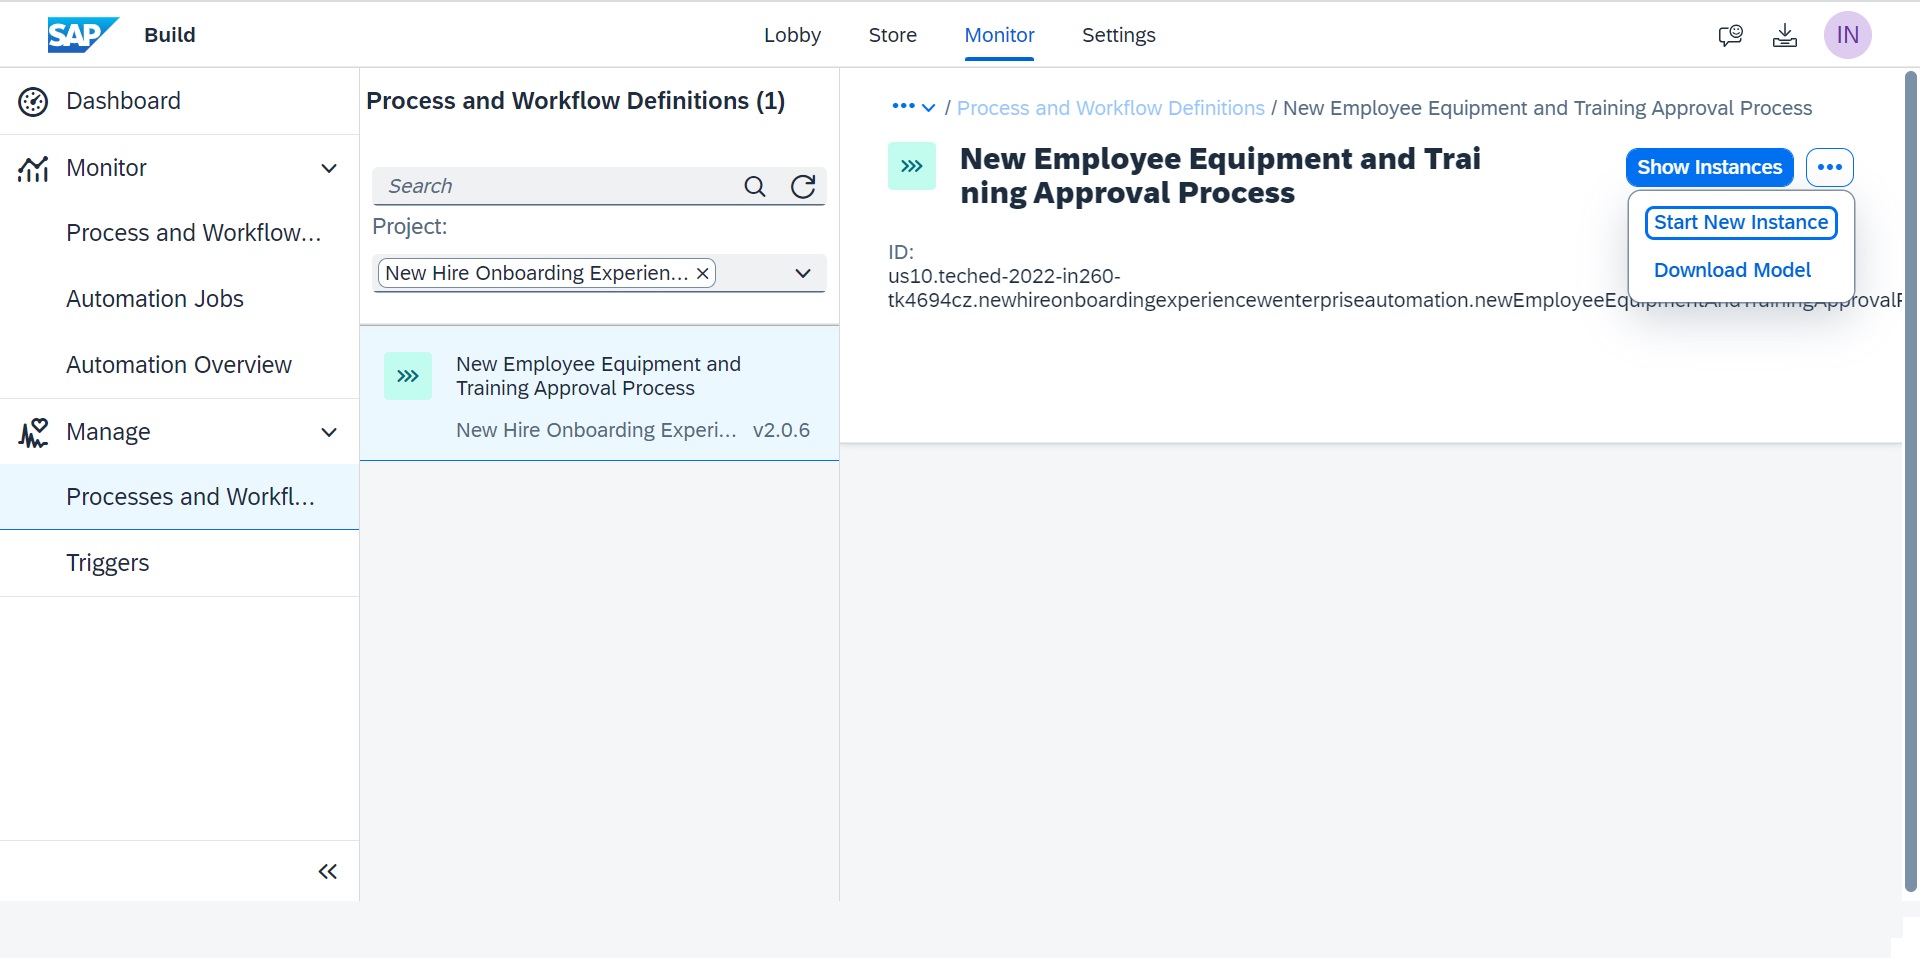 SAP Build
Lobby
Store
Monitor
Settings
IN
Dashboard
Monitor
Process and Workflow...
Automation Jobs
Automation Overview
Manage
Processes and Workfl...
Triggers
Process and Workflow Definitions (1)
Search
Project:
New Hire Onboarding Experien...
New Employee Equipment and
Training Approval Process
New Hire Onboarding Experi... v2.0.6
/ Process and Workflow Definitions / New Employee Equipment and Training Approval Process
New Employee Equipment and Trai
ning Approval Process
Show Instances
Start New Instance
Download Model
ID:
us10.teched-2022-in260-
tk4694cz.newhireonboardingexperiencewenterpriseautomation.newEmployeeEquipmentAndTrainingApproval